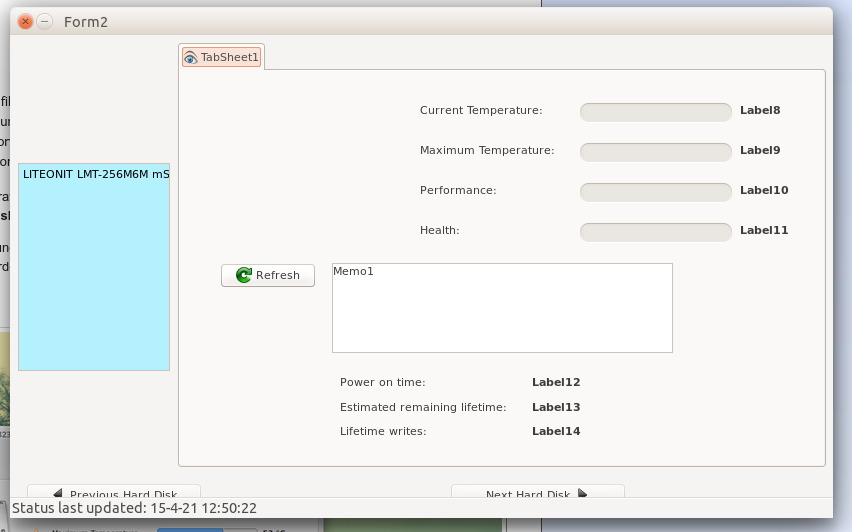 Form2
TabSheet1
LITEONIT LMT-256M6M mS
Current Temperature: Label8
Maximum Temperature: Label9
Performance: Label10
Health: Label11
Refresh
Memo1
Power on time: Label12
Estimated remaining lifetime: Label13
Lifetime writes: Label14
Previous Hard Disk Next Hard Disk
Status last updated: 15-4-21 12:50:22